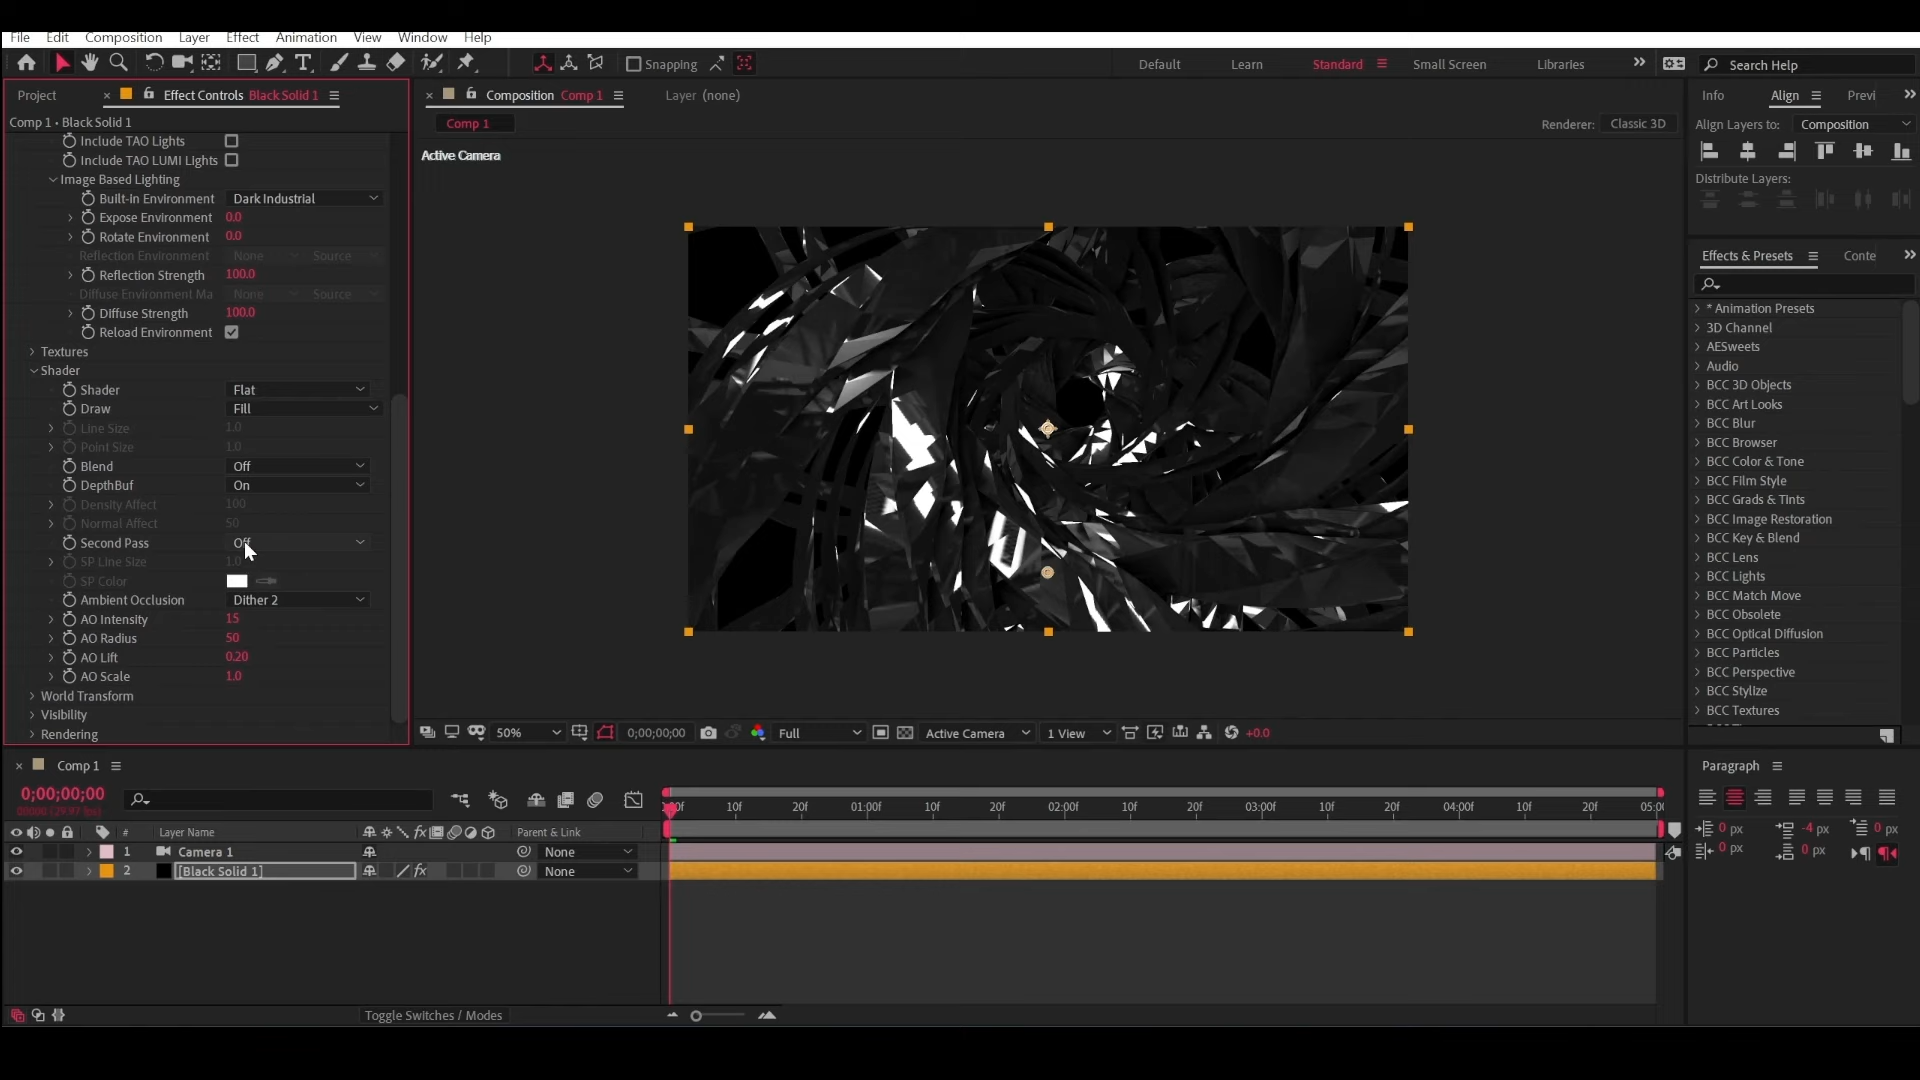 File Edit Composition Layer Effect Animation View Window Help
Snapping Default Learn Standard Small Screen Libraries Search Help
Project Effect Controls Black Solid 1
Comp 1 • Black Solid 1
Include TAO Lights
Include TAO LUMI Lights
Image Based Lighting
Built-In Environment Dark Industrial
Expose Environment 0.0
Rotate Environment 0.0
Reflection Environment None Source
Reflection Strength 100.0
Diffuse Environment Ma None Source
Diffuse Strength 100.0
Reload Environment
Textures
Shader
Shader Flat
Draw Fill
Line Size 1.0
Point Size 1.0
Blend Off
DepthBuf On
Density Affect 100
Normal Affect 50
Second Pass Off
SP Line Size 1.0
SP Color
Ambient Occlusion Dither 2
AO Intensity 15
AO Radius 50
AO Lift 0.20
AO Scale 1.0
World Transform
Visibility
Rendering
Composition Comp 1 Layer (none)
Comp 1 Renderer: Classic 3D
Active Camera
50% 0;00;00;00 Full Active Camera 1 View +0.0
Info Align Previ
Align Layers to: Composition
Distribute Layers:
Effects & Presets Conte
* Animation Presets
3D Channel
AESweets
Audio
BCC 3D Objects
BCC Art Looks
BCC Blur
BCC Browser
BCC Color & Tone
BCC Film Style
BCC Grads & Tints
BCC Image Restoration
BCC Key & Blend
BCC Lens
BCC Lights
BCC Match Move
BCC Obsolete
BCC Optical Diffusion
BCC Particles
BCC Perspective
BCC Stylize
BCC Textures
Comp 1
0;00;00;00
00000 (29.97 fps)
10f 20f 01:00f 10f 20f 02:00f 10f 20f 03:00f 10f 20f 04:00f 10f 20f
# Layer Name Parent & Link
1 Camera 1 None
2 [Black Solid 1] None
Toggle Switches / Modes
Paragraph
0 px -4 px 0 px
0 px 0 px